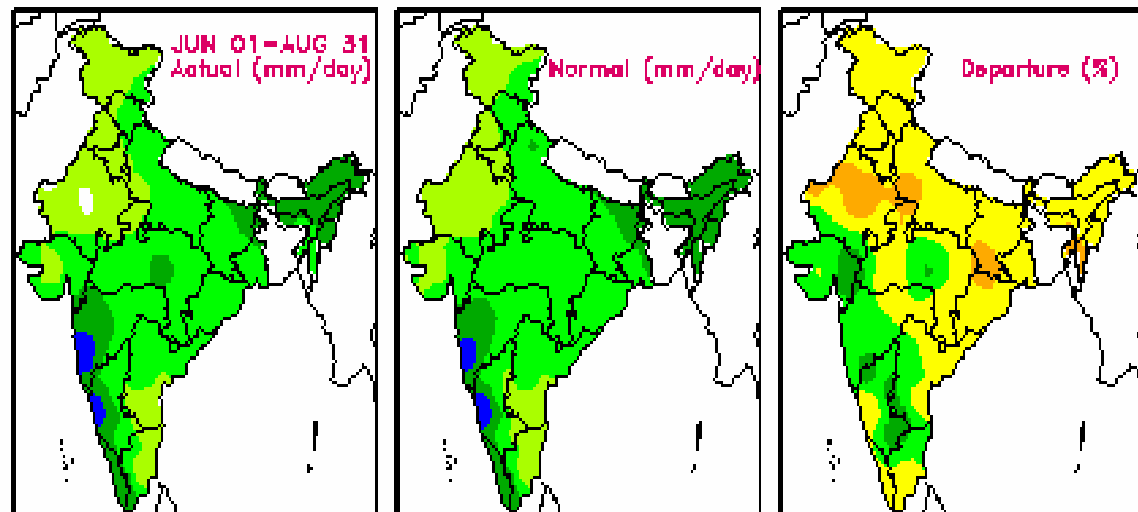 JUN 01-AUG 31
Actual (mm/day)
Normal (mm/day)
Departure (%)